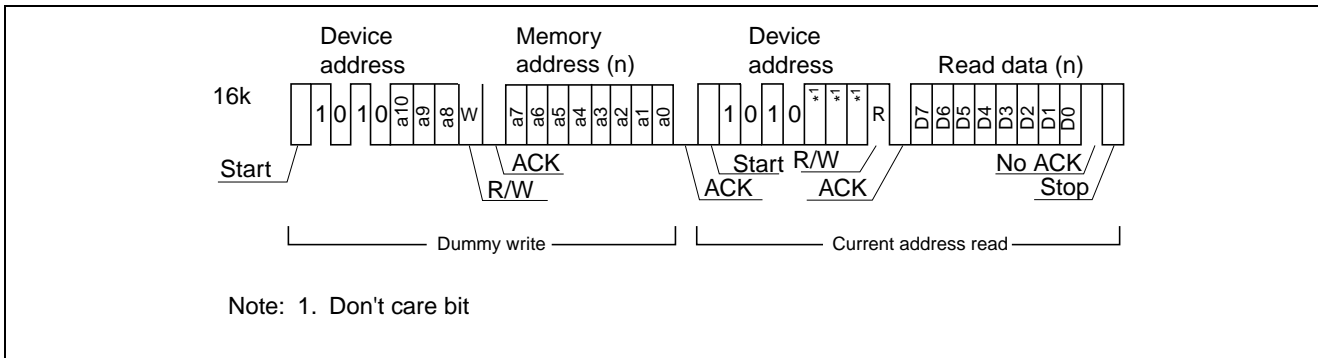 Device address
Memory address (n)
Device address
Read data (n)
16k
1 0 1 0 a10 a9 a8 W a7 a6 a5 a4 a3 a2 a1 a0 1 0 1 0 *1 *1 *1 R D7 D6 D5 D4 D3 D2 D1 D0
Start
R/W
ACK
ACK
Start
R/W
ACK
No ACK
Stop
Dummy write
Current address read
Note: 1. Don't care bit